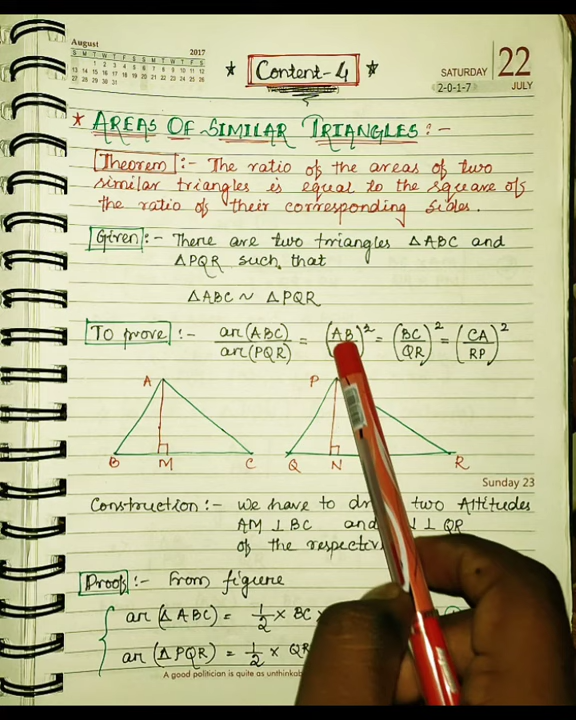 August 2017
S M T W T F S
Content-4
SATURDAY 22
2-0-1-7 JULY
* AREAS OF SIMILAR TRIANGLES :-
Theorem :- The ratio of the areas of two
similar triangles is equal to the square of
the ratio of their corresponding sides.
Given :- There are two triangles △ABC and
△PQR such that
△ABC ~ △PQR
To prove :- ar(ABC)/ar(PQR) = (AB)² = (BC/QR)² = (CA/RP)²
A P
B M C Q N R
Sunday 23
Construction :- we have to two Attitudes
AM ⊥ BC and ⊥ QR
of the
Proof :- From figure
ar (△ ABC) = 1/2 × BC ×
ar (△ PQR) = 1/2 × QR
A good politician is quite as